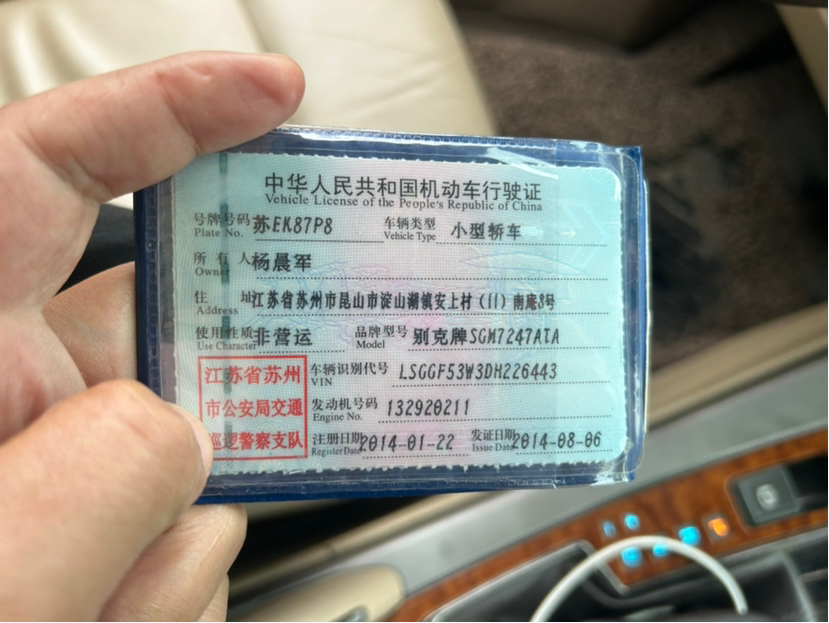 中华人民共和国机动车行驶证
Vehicle License of the People's Republic of China
号牌号码 苏EK87P8 车辆类型 小型轿车
Plate No. Vehicle Type
所有人 杨晨军
Owner
住址 江苏省苏州市昆山市淀山湖镇安上村(11)南庵8号
Address
使用性质 非营运 品牌型号 别克牌SGM7247ATA
Use Character Model
江苏省苏州 车辆识别代号 LSGGF53W3DH226443
VIN
市公安局交通 发动机号码 132920211
Engine No.
巡逻警察支队 注册日期 2014-01-22 发证日期 2014-08-06
Register Date Issue Date